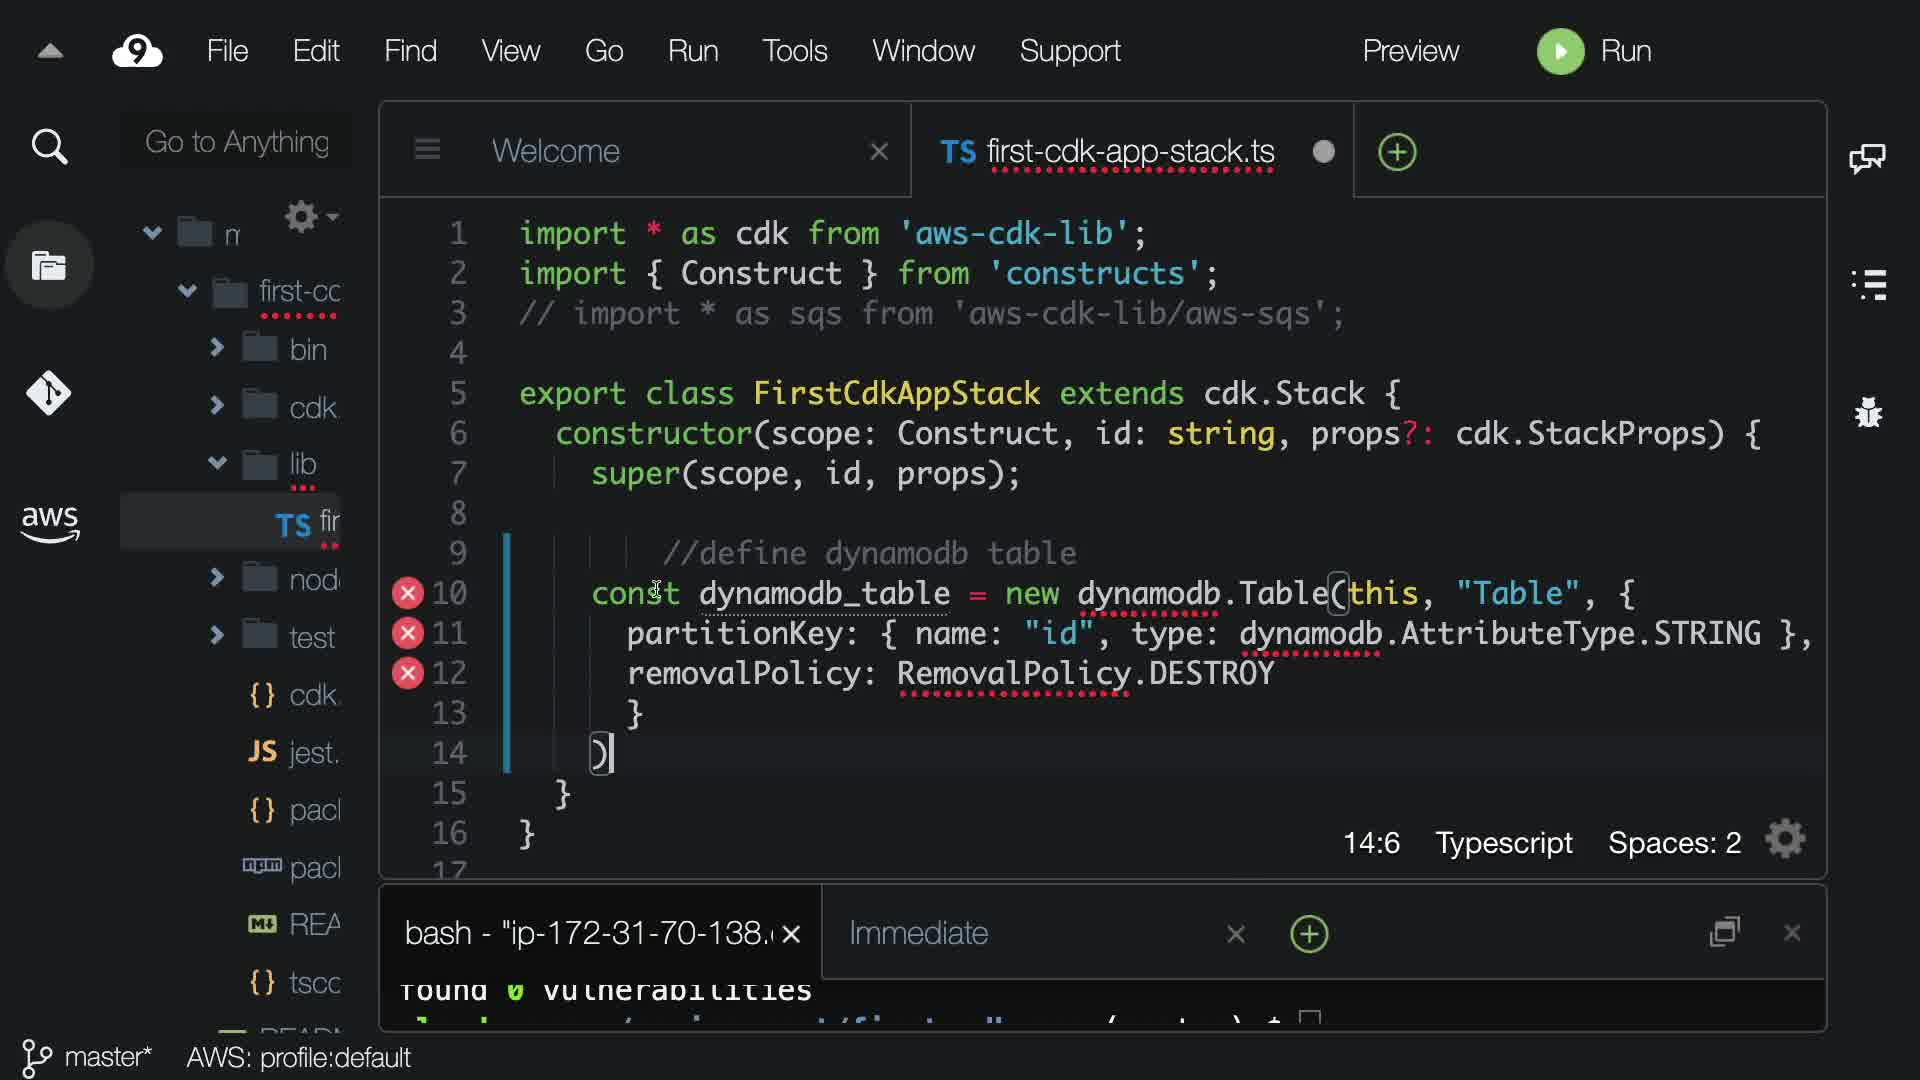 File Edit Find View Go Run Tools Window Support Preview Run
Go to Anything
Welcome
TS first-cdk-app-stack.ts
m
first-cc
bin
cdk.
lib
TS fir
nod
test
{} cdk.
JS jest.
{} pacl
pacl
M↓ REA
{} tscc
aws
1 import * as cdk from 'aws-cdk-lib';
2 import { Construct } from 'constructs';
3 // import * as sqs from 'aws-cdk-lib/aws-sqs';
4
5 export class FirstCdkAppStack extends cdk.Stack {
6 constructor(scope: Construct, id: string, props?: cdk.StackProps) {
7 super(scope, id, props);
8
9 //define dynamodb table
10 const dynamodb_table = new dynamodb.Table(this, "Table", {
11 partitionKey: { name: "id", type: dynamodb.AttributeType.STRING },
12 removalPolicy: RemovalPolicy.DESTROY
13 }
14 )
15 }
16 }
17
14:6 Typescript Spaces: 2
bash - "ip-172-31-70-138.
Immediate
found 0 vulnerabilities
master* AWS: profile:default